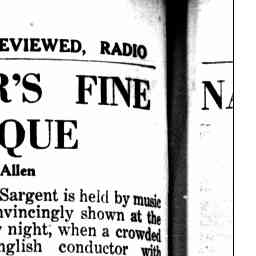 EVIEWED, RADIO
R'S FINE
QUE
Allen
Sargent is held by music
nvincingly shown at the
night, when a crowded
nglish conductor with
NA